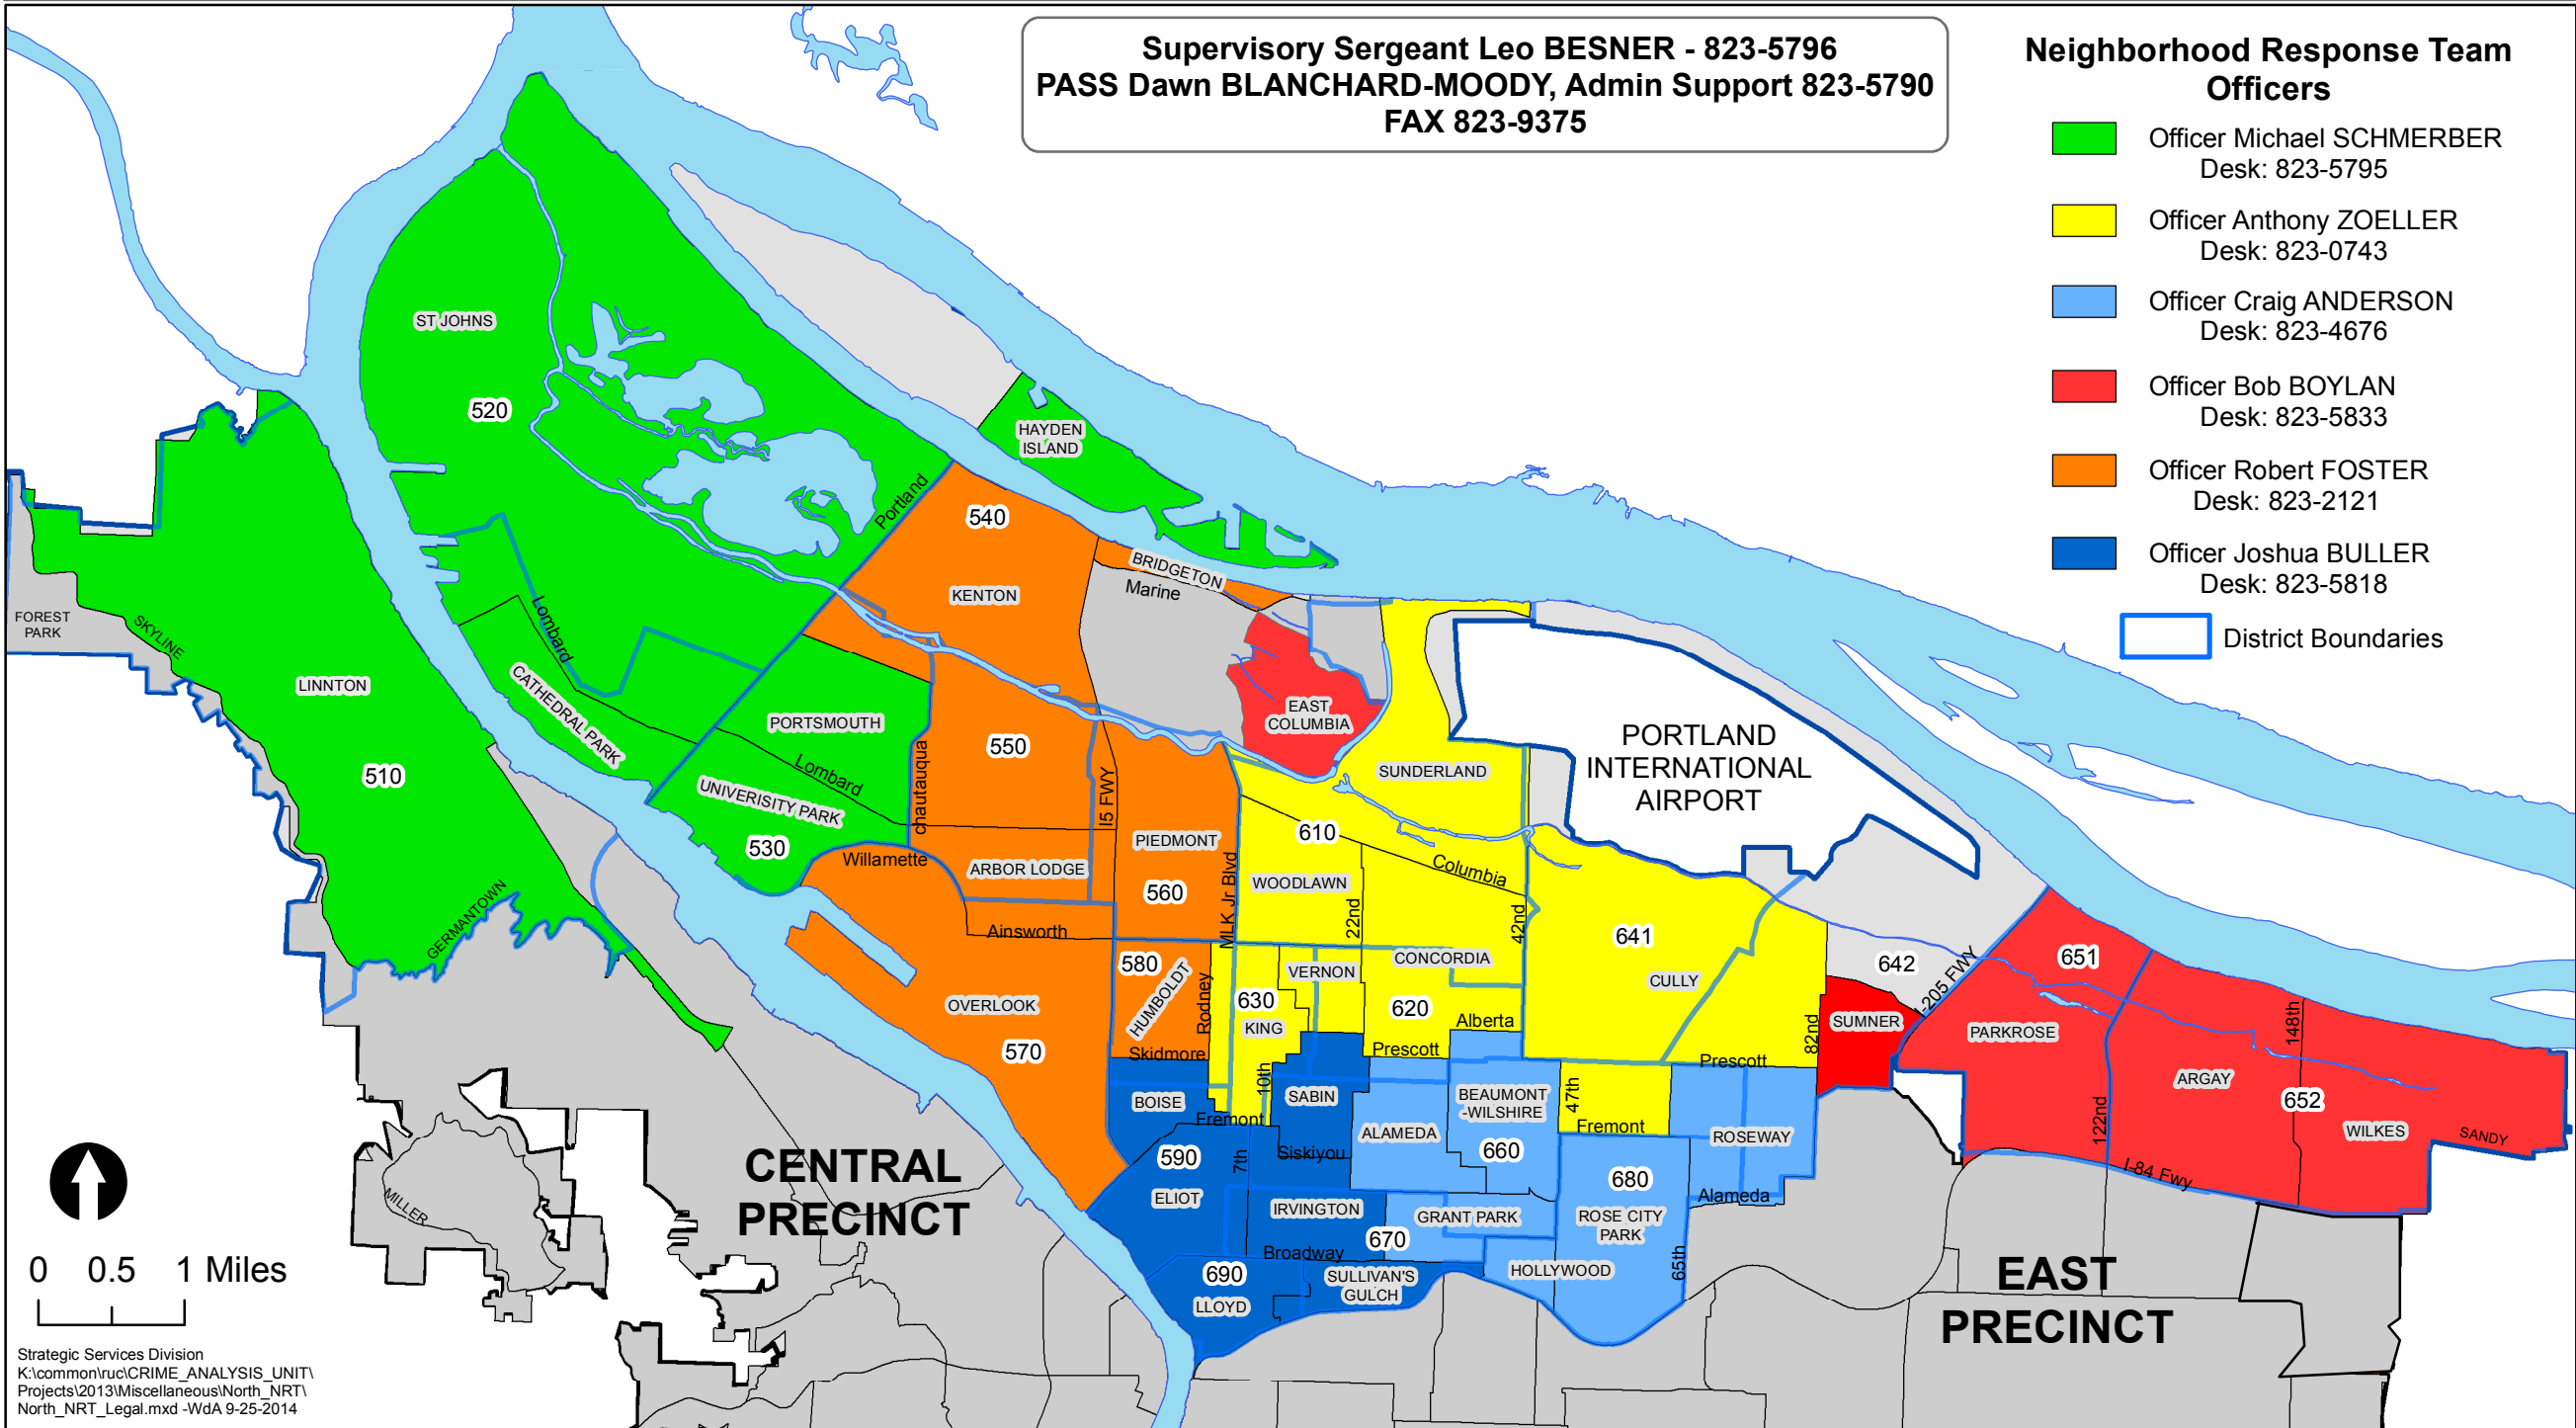 Supervisory Sergeant Leo BESNER - 823-5796
PASS Dawn BLANCHARD-MOODY, Admin Support 823-5790
FAX 823-9375
Neighborhood Response Team
Officers
Officer Michael SCHMERBER
Desk: 823-5795
Officer Anthony ZOELLER
Desk: 823-0743
Officer Craig ANDERSON
Desk: 823-4676
Officer Bob BOYLAN
Desk: 823-5833
Officer Robert FOSTER
Desk: 823-2121
Officer Joshua BULLER
Desk: 823-5818
District Boundaries
ST JOHNS
520
HAYDEN
ISLAND
Portland
540
KENTON
BRIDGETON
Marine
FOREST
PARK
SKYLINE
LINNTON
510
Lombard
CATHEDRAL PARK
PORTSMOUTH
Lombard
UNIVERISITY PARK
530
chautauqua
550
I5 FWY
EAST
COLUMBIA
SUNDERLAND
PORTLAND
INTERNATIONAL
AIRPORT
Willamette
ARBOR LODGE
PIEDMONT
560
MLK Jr Blvd
610
WOODLAWN
Columbia
22nd
42nd
641
CULLY
GERMANTOWN
Ainsworth
OVERLOOK
570
580
HUMBOLDT
Rodney
Skidmore
630
KING
VERNON
CONCORDIA
620
Alberta
Prescott
Prescott
82nd
642
SUMNER
I-205 FWY
651
PARKROSE
148th
ARGAY
652
122nd
WILKES
SANDY
I-84 Fwy
BOISE
10th
SABIN
Fremont
BEAUMONT
-WILSHIRE
47th
Fremont
ALAMEDA
660
ROSEWAY
590
ELIOT
7th
Siskiyou
680
Alameda
IRVINGTON
GRANT PARK
ROSE CITY
PARK
670
Broadway
HOLLYWOOD
65th
690
LLOYD
SULLIVAN'S
GULCH
CENTRAL
PRECINCT
EAST
PRECINCT
MILLER
0 0.5 1 Miles
Strategic Services Division
K:\common\ruc\CRIME_ANALYSIS_UNIT\
Projects\2013\Miscellaneous\North_NRT\
North_NRT_Legal.mxd -WdA 9-25-2014